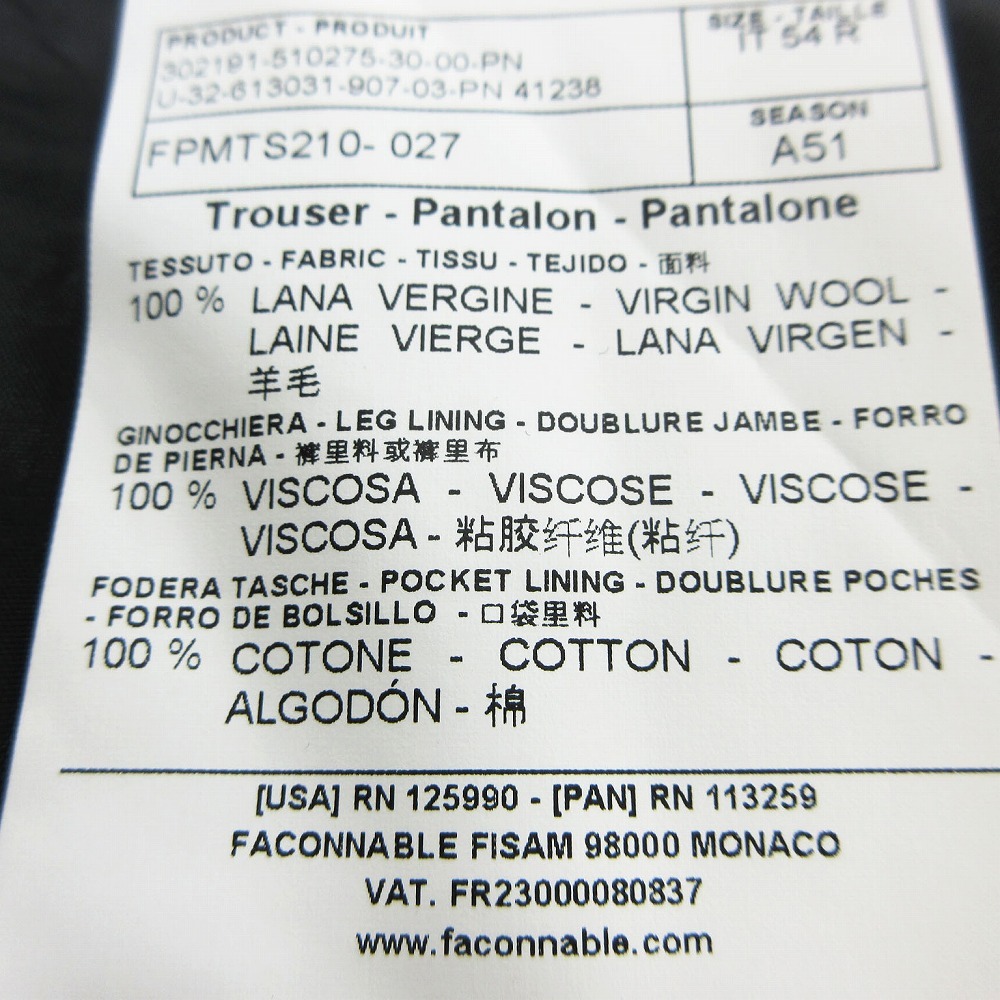 PRODUCT - PRODUIT
302191-510275-30-00-PN
U-32-613031-907-03-PN 41238
SIZE - TAILLE
IT 54 R
FPMTS210- 027
SEASON
A51
Trouser - Pantalon - Pantalone
TESSUTO - FABRIC - TISSU - TEJIDO - 面料
100 % LANA VERGINE - VIRGIN WOOL -
LAINE VIERGE - LANA VIRGEN -
羊毛
GINOCCHIERA - LEG LINING - DOUBLURE JAMBE - FORRO
DE PIERNA - 裤里料或裤里布
100 % VISCOSA - VISCOSE - VISCOSE -
VISCOSA - 粘胶纤维(粘纤)
FODERA TASCHE - POCKET LINING - DOUBLURE POCHES
- FORRO DE BOLSILLO - 口袋里料
100 % COTONE - COTTON - COTON -
ALGODÓN - 棉
[USA] RN 125990 - [PAN] RN 113259
FACONNABLE FISAM 98000 MONACO
VAT. FR23000080837
www.faconnable.com